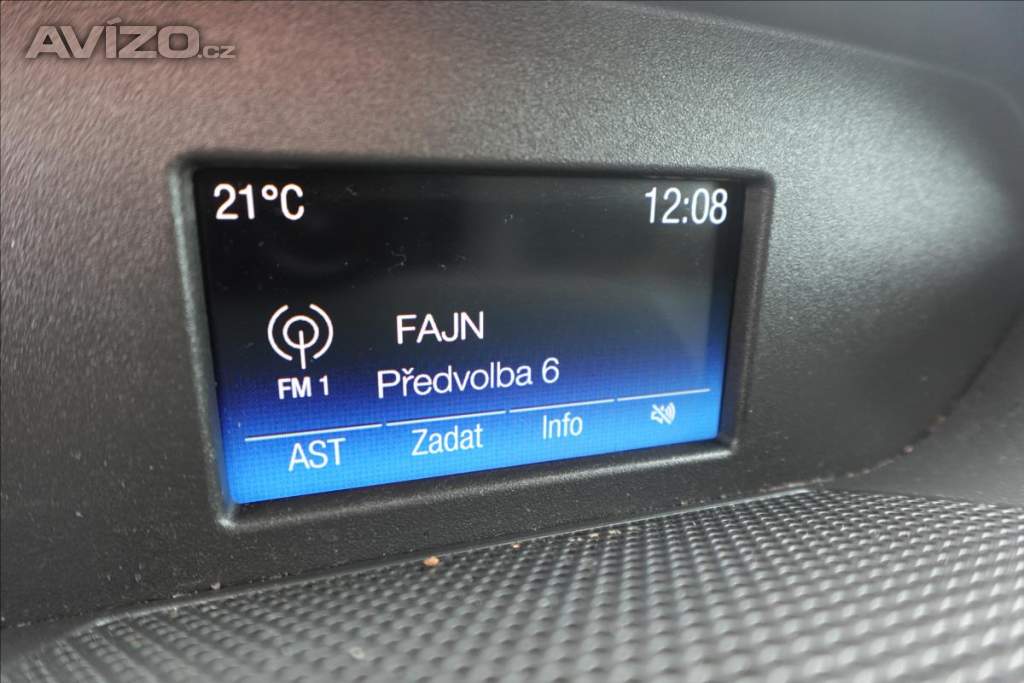 AVÍZO.cz
21°C 12:08
FAJN
FM 1 Předvolba 6
AST Zadat Info